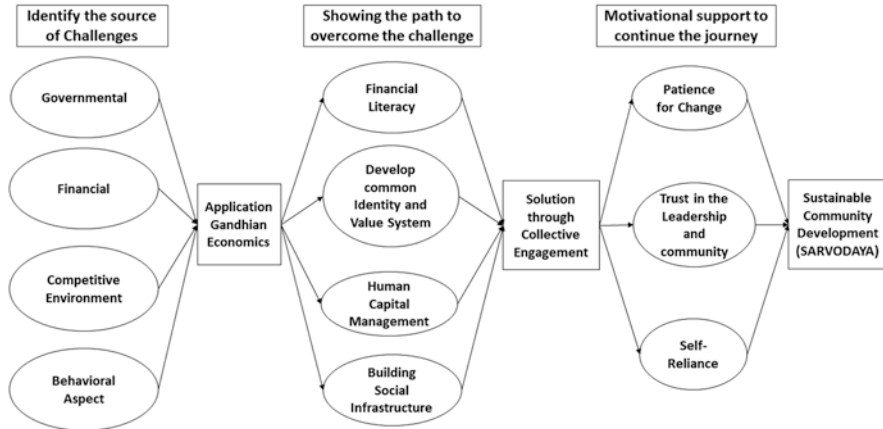 Identify the source
of Challenges
Showing the path to
overcome the challenge
Motivational support to
continue the journey
Governmental
Financial
Competitive
Environment
Behavioral
Aspect
Application
Gandhian
Economics
Financial
Literacy
Develop
common
Identity and
Value System
Human
Capital
Management
Building
Social
Infrastructure
Solution
through
Collective
Engagement
Patience
for Change
Trust in the
Leadership
and
community
Self-
Reliance
Sustainable
Community
Development
(SARVODAYA)